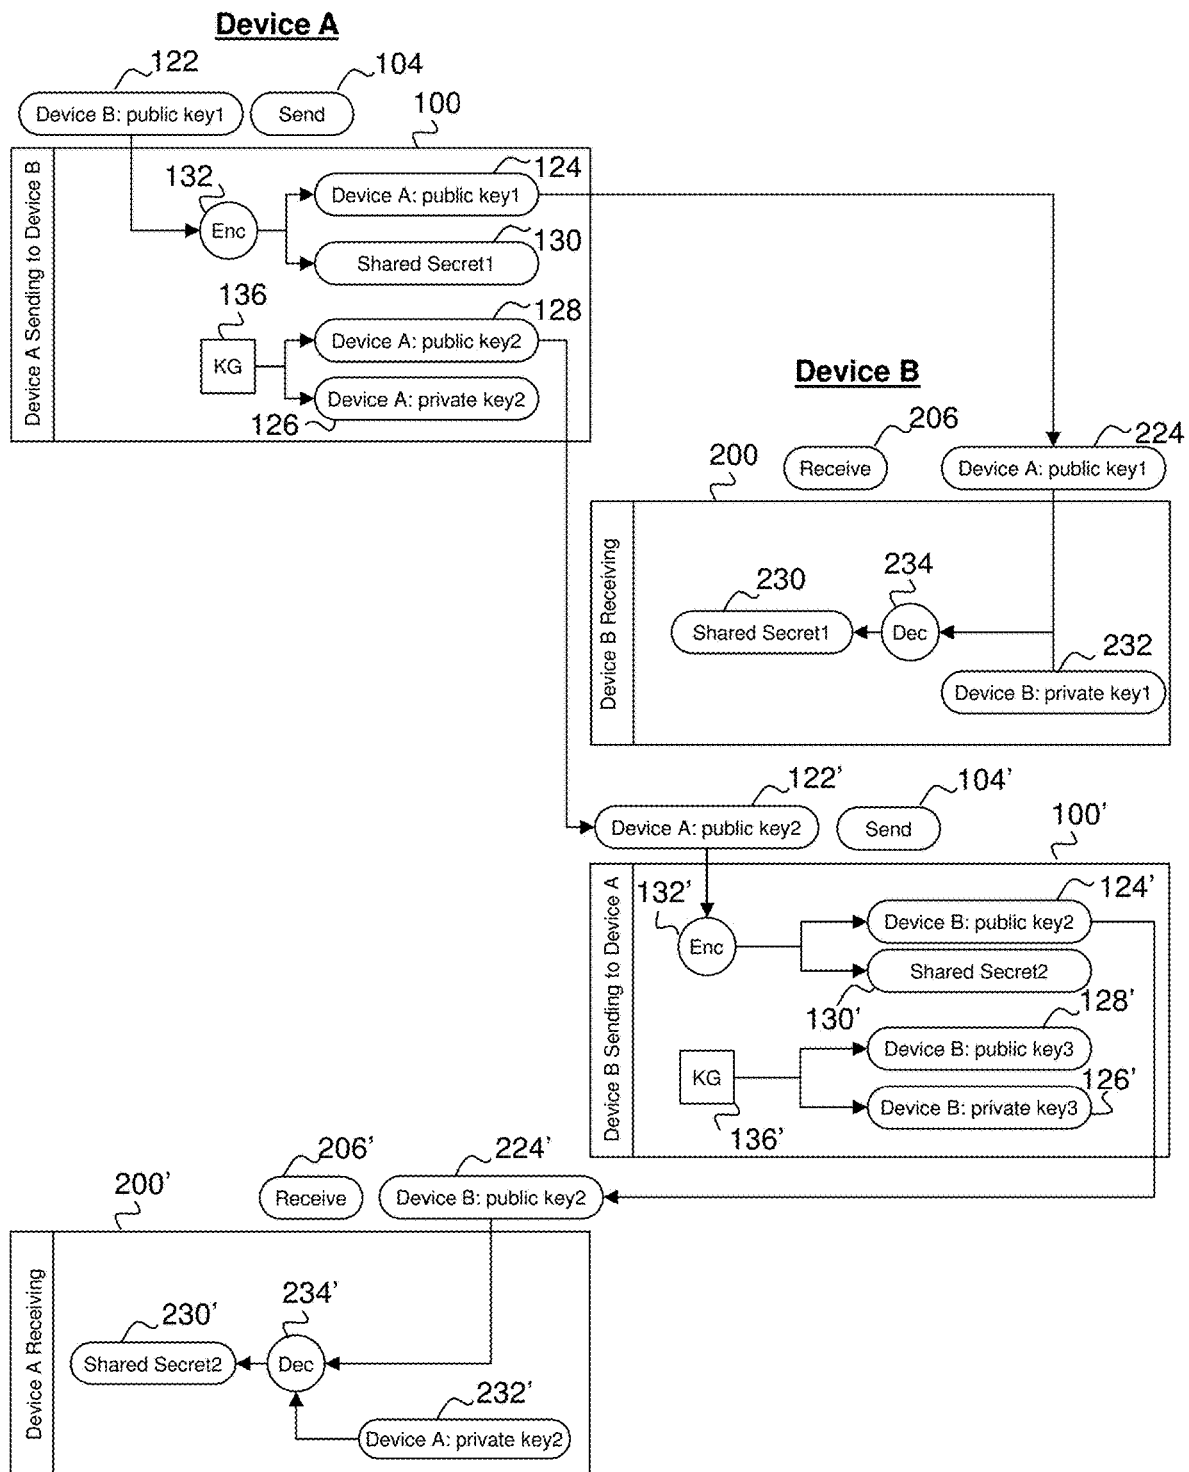 Device A
122
104
Device B: public key1
Send
100
Device A Sending to Device B
132
124
Device A: public key1
Enc
130
Shared Secret1
136
128
Device A: public key2
KG
Device A: private key2
126
Device B
206
224
Receive
Device A: public key1
200
Device B Receiving
230
234
Shared Secret1
Dec
232
Device B: private key1
122'
104'
Device A: public key2
Send
100'
Device B Sending to Device A
132'
124'
Device B: public key2
Enc
Shared Secret2
130'
128'
Device B: public key3
KG
126'
Device B: private key3
136'
206'
224'
Receive
Device B: public key2
200'
Device A Receiving
230'
234'
Shared Secret2
Dec
232'
Device A: private key2